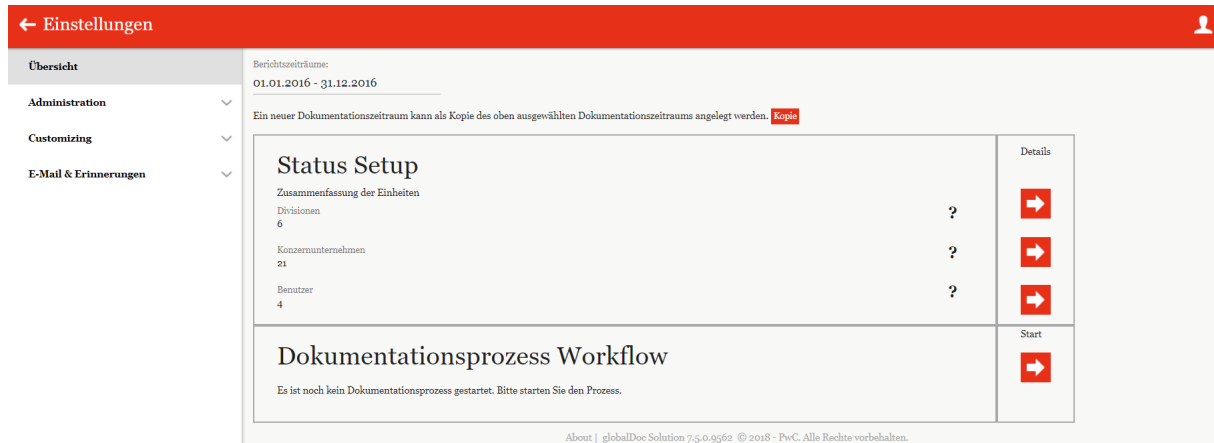 Einstellungen
Übersicht
Administration
Customizing
E-Mail & Erinnerungen
Berichtszeiträume:
01.01.2016 - 31.12.2016
Ein neuer Dokumentationszeitraum kann als Kopie des oben ausgewählten Dokumentationszeitraums angelegt werden. Kopie
Status Setup
Zusammenfassung der Einheiten
Divisionen
6
?
Konzernunternehmen
21
?
Benutzer
4
?
Details
Dokumentationsprozess Workflow
Es ist noch kein Dokumentationsprozess gestartet. Bitte starten Sie den Prozess.
Start
About | globalDoc Solution 7.5.0.9562 © 2018 - PwC. Alle Rechte vorbehalten.